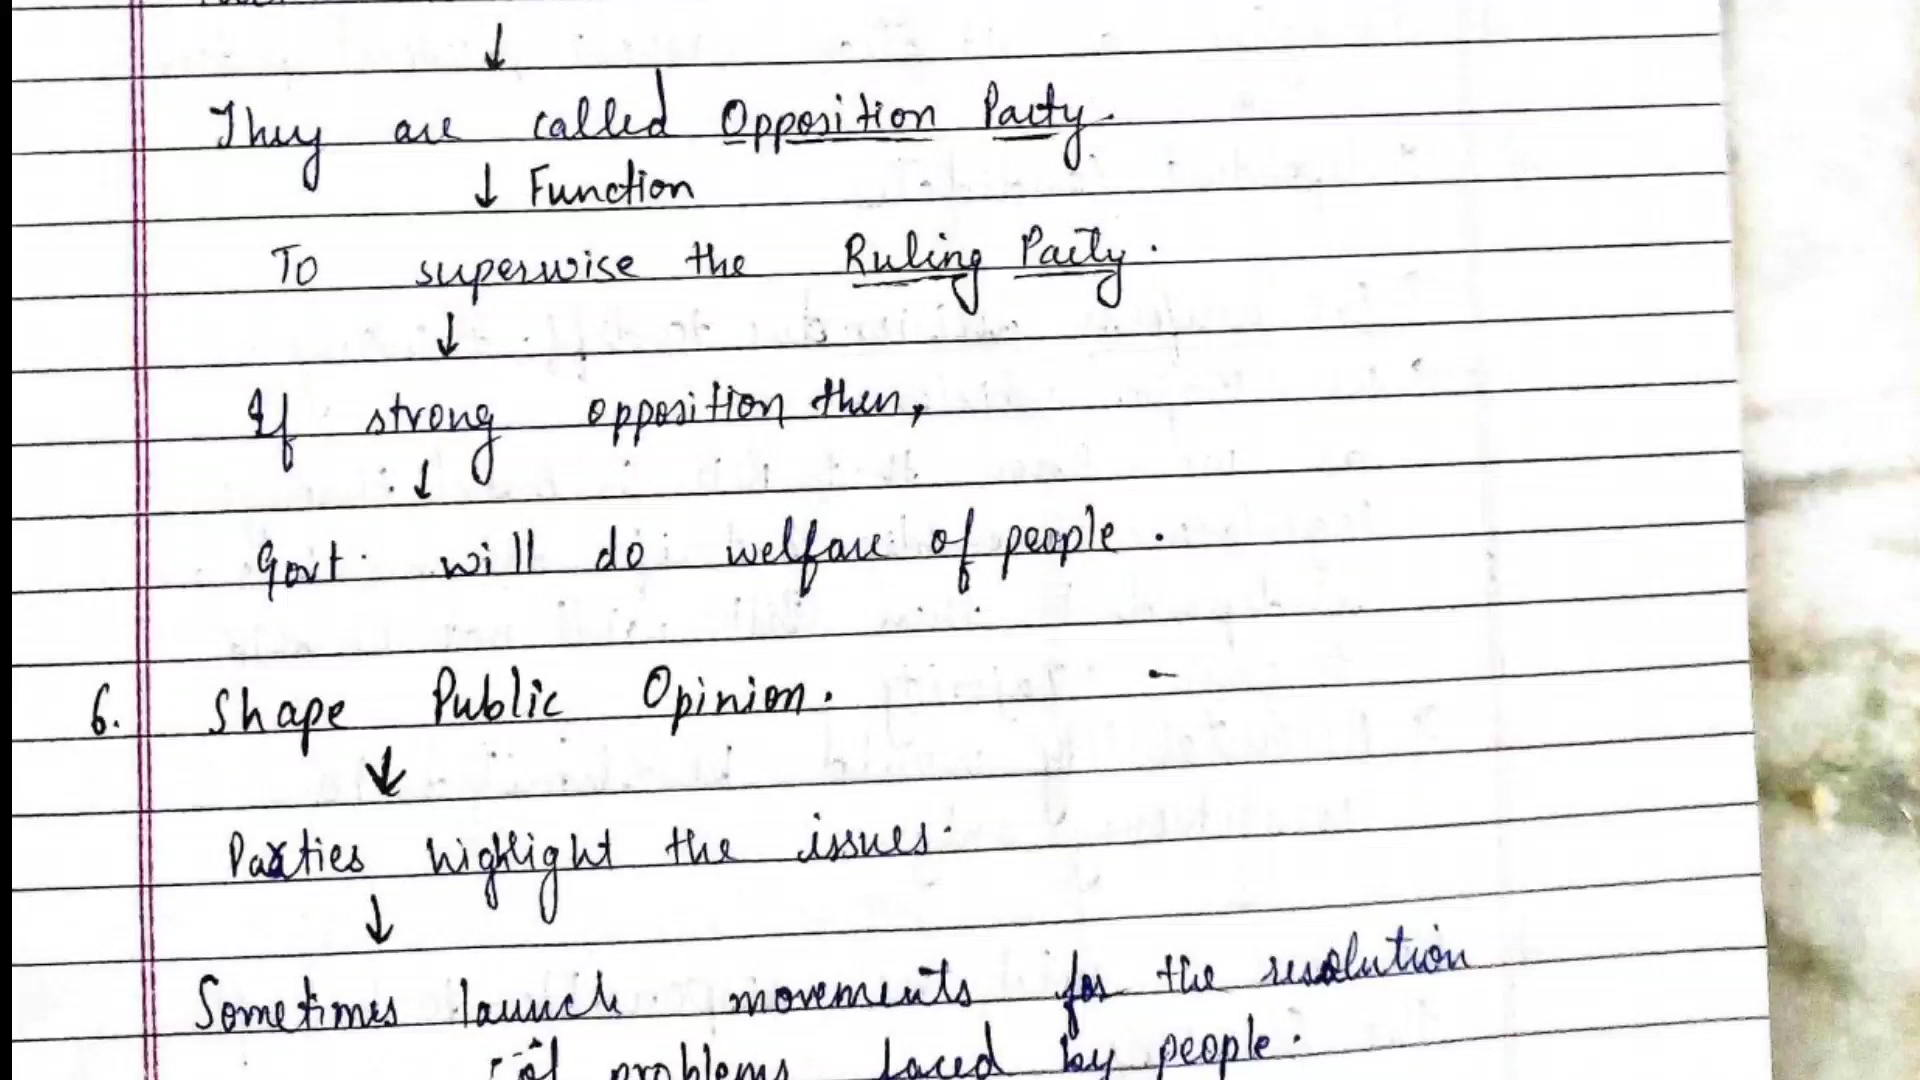 ↓
They are called Opposition Party.
↓ Function
To superwise the Ruling Party.
↓
If strong opposition then,
↓
Govt. will do welfare of people.
6. Shape Public Opinion.
↓
Parties highlight the issues.
↓
Sometimes launch movements for the resolution
of problems faced by people.